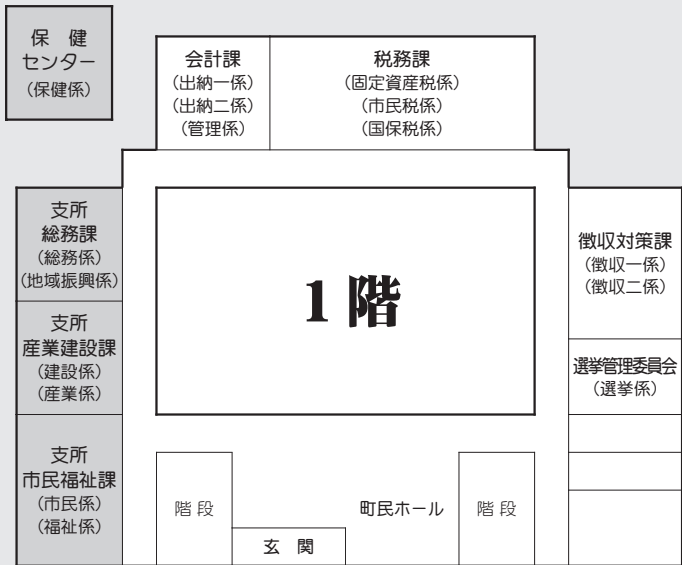 保　健
センター
（保健係）
会計課
（出納一係）
（出納二係）
（管理係）
税務課
（固定資産税係）
（市民税係）
（国保税係）
支所
総務課
（総務係）
（地域振興係）
支所
産業建設課
（建設係）
（産業係）
支所
市民福祉課
（市民係）
（福祉係）
1 階
徴収対策課
（徴収一係）
（徴収二係）
選挙管理委員会
（選挙係）
階 段
玄　関
町民ホール
階 段